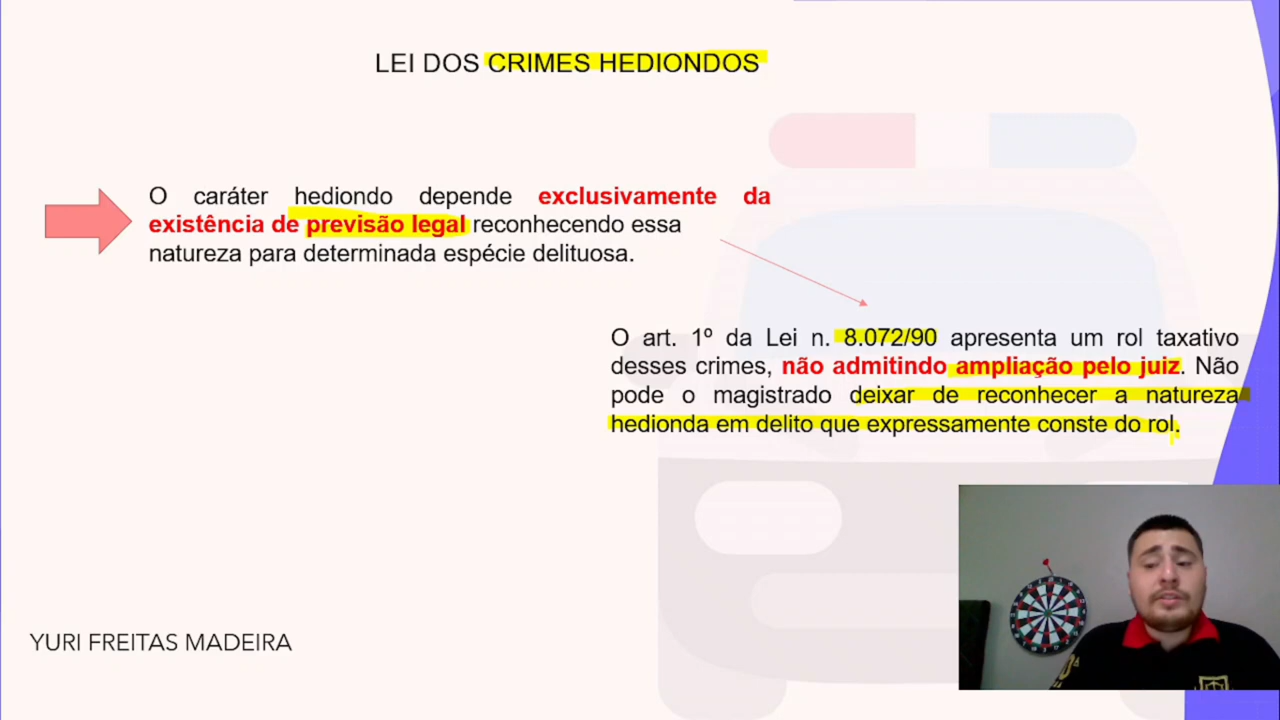 LEI DOS CRIMES HEDIONDOS
O caráter hediondo depende exclusivamente da
existência de previsão legal reconhecendo essa
natureza para determinada espécie delituosa.
O art. 1º da Lei n. 8.072/90 apresenta um rol taxativo
desses crimes, não admitindo ampliação pelo juiz. Não
pode o magistrado deixar de reconhecer a natureza
hedionda em delito que expressamente conste do rol.
YURI FREITAS MADEIRA